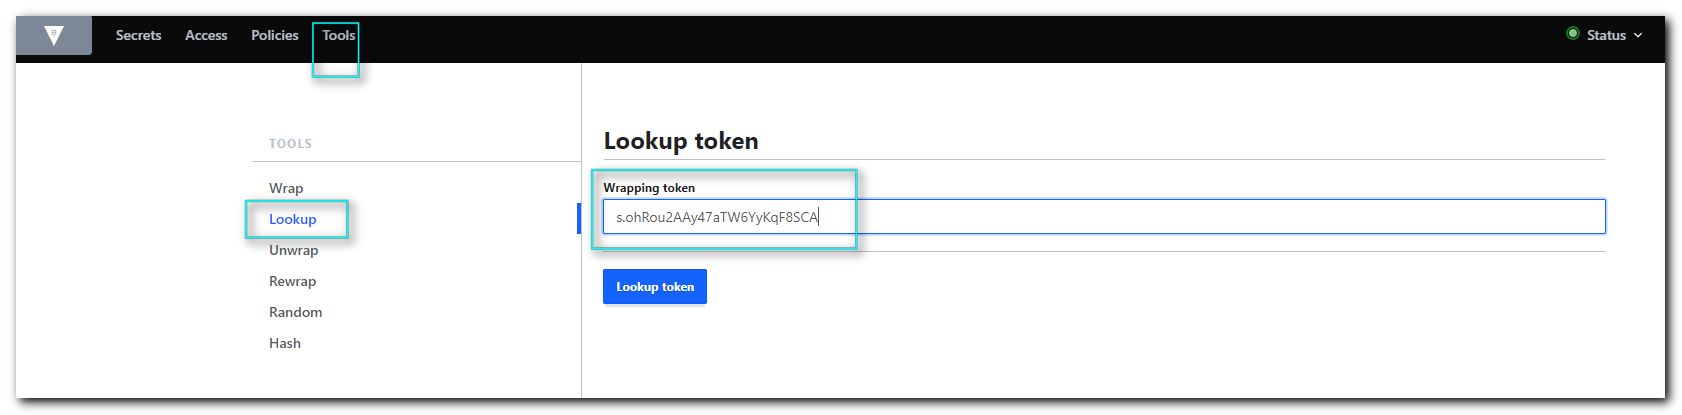 Secrets Access Policies Tools Status
TOOLS
Wrap
Lookup
Unwrap
Rewrap
Random
Hash
Lookup token
Wrapping token
s.ohRou2AAy47aTW6YyKqF8SCA
Lookup token